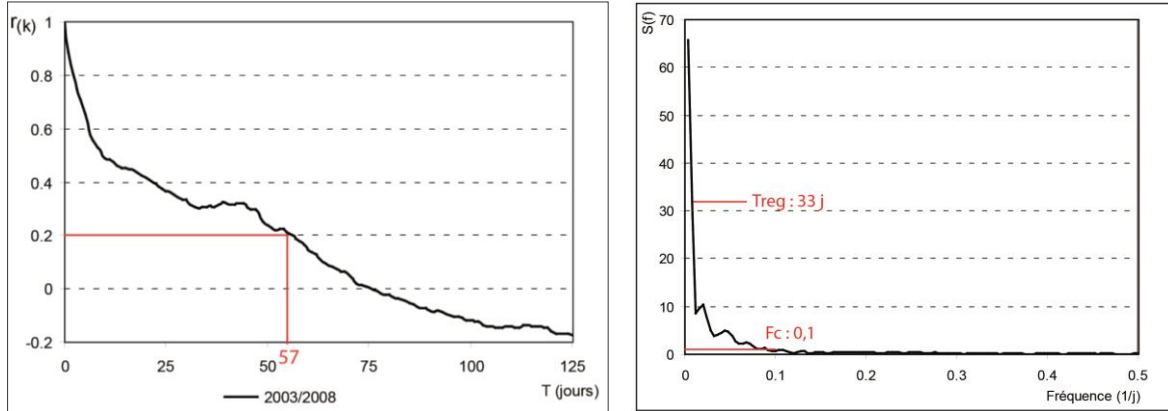 r(k)
1
0.8
0.6
0.4
0.2
0
-0.2
57
0 25 50 75 100 125
T (jours)
2003/2008
S(f)
70
60
50
40
30
20
10
0
Treg : 33 j
Fc : 0,1
0 0.1 0.2 0.3 0.4 0.5
Fréquence (1/j)